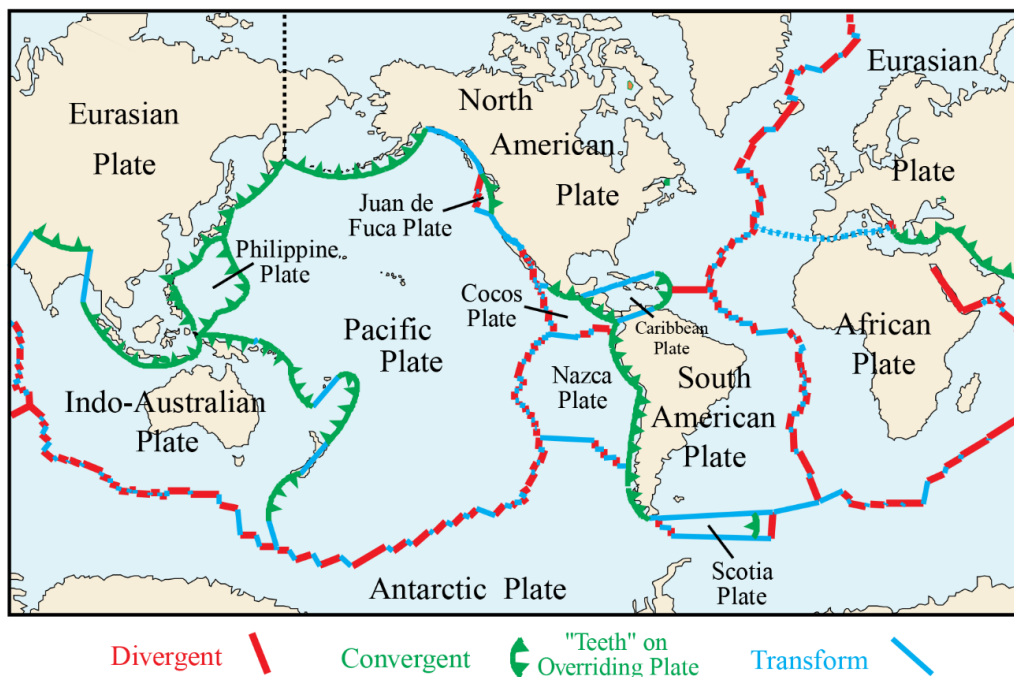 Eurasian
Plate
North
American
Plate
Eurasian
Plate
Juan de
Fuca Plate
Philippine
Plate
Cocos
Plate
Caribbean
Plate
Pacific
Plate
African
Plate
Nazca
Plate
South
American
Plate
Indo-Australian
Plate
Antarctic Plate
Scotia
Plate
Divergent
Convergent
"Teeth" on
Overriding Plate
Transform